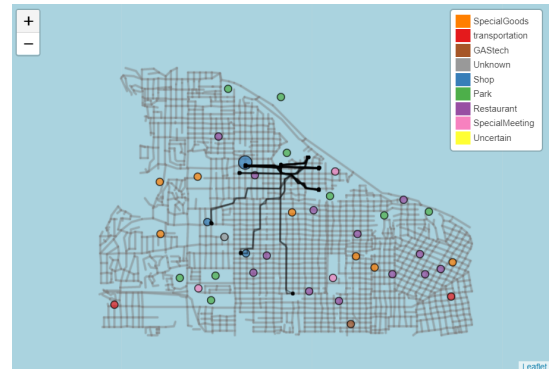 +
−
SpecialGoods
transportation
GAStech
Unknown
Shop
Park
Restaurant
SpecialMeeting
Uncertain
Leaflet